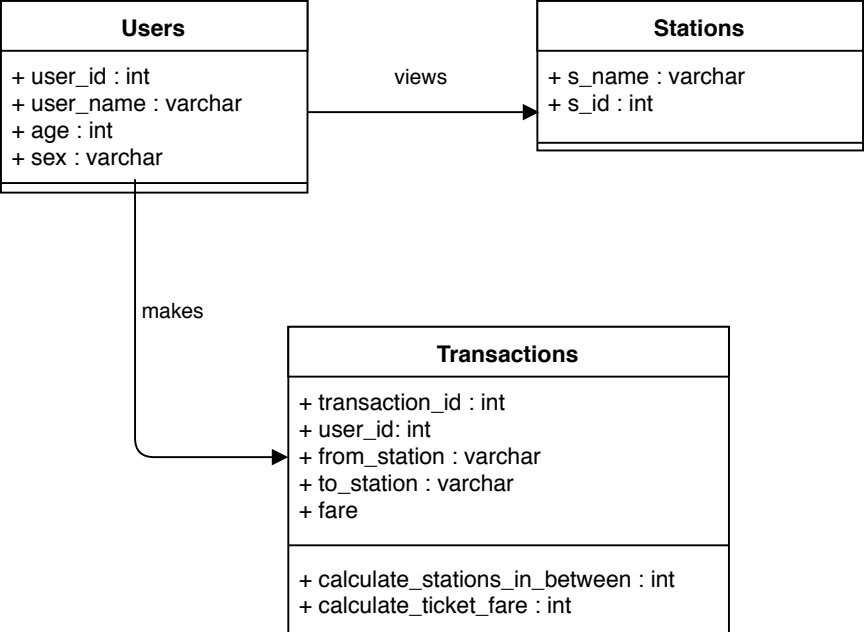 Users
+ user_id : int
+ user_name : varchar
+ age : int
+ sex : varchar
views
Stations
+ s_name : varchar
+ s_id : int
makes
Transactions
+ transaction_id : int
+ user_id: int
+ from_station : varchar
+ to_station : varchar
+ fare
+ calculate_stations_in_between : int
+ calculate_ticket_fare : int